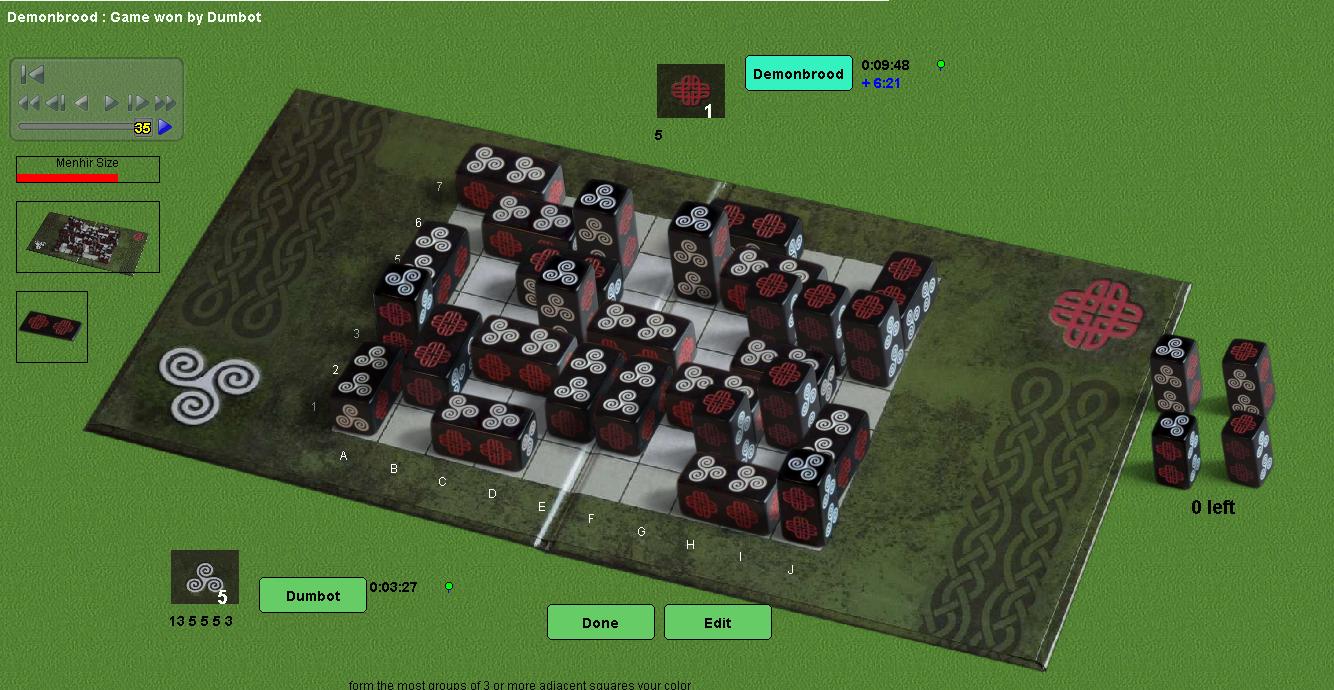 Demonbrood : Game won by Dumbot
Demonbrood
0:09:48
+ 6:21
1
5
35
Menhir Size
7
6
5
3
2
1
A
B
C
D
E
F
G
H
I
J
0 left
5
Dumbot
0:03:27
13 5 5 5 3
Done
Edit
form the most groups of 3 or more adjacent squares your color